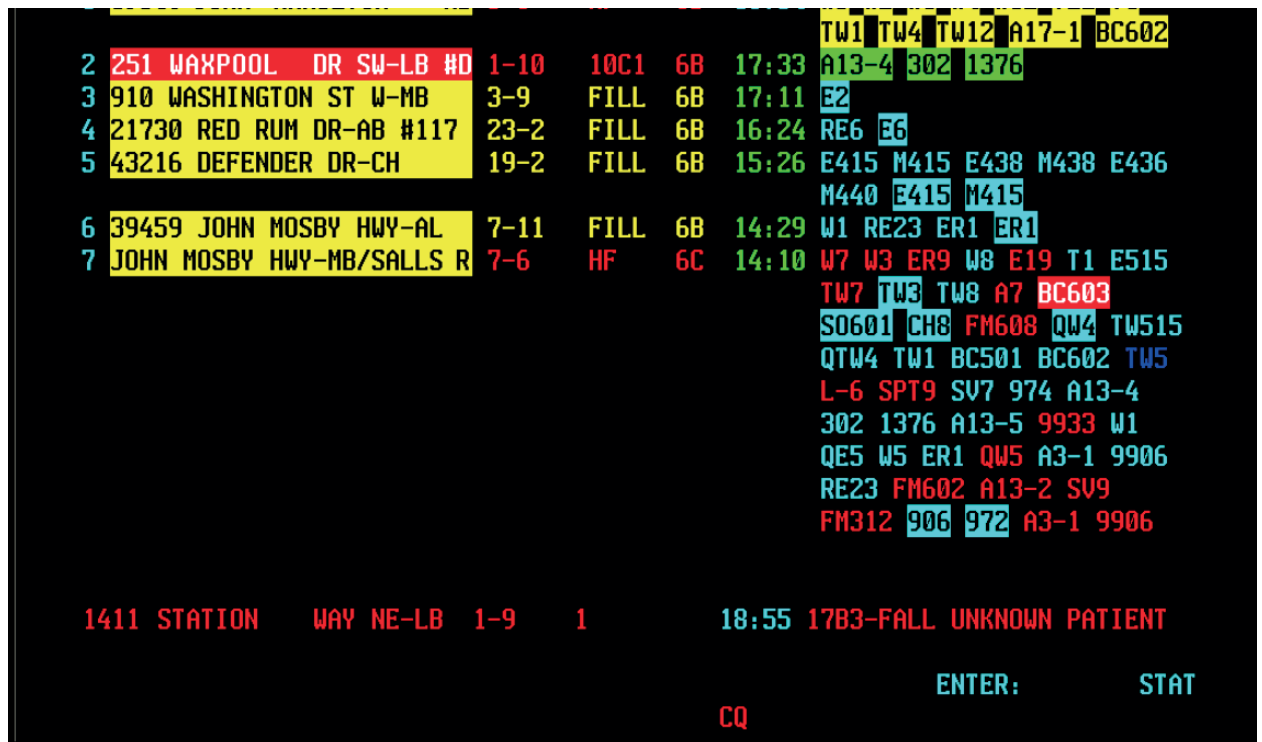 TW1 TW4 TW12 A17-1 BC602
2 251 WAXPOOL DR SW-LB #D 1-10 10C1 6B 17:33 A13-4 302 1376
3 910 WASHINGTON ST W-MB 3-9 FILL 6B 17:11 E2
4 21730 RED RUM DR-AB #117 23-2 FILL 6B 16:24 RE6 E6
5 43216 DEFENDER DR-CH 19-2 FILL 6B 15:26 E415 M415 E438 M438 E436
M440 E415 M415
6 39459 JOHN MOSBY HWY-AL 7-11 FILL 6B 14:29 W1 RE23 ER1 ER1
7 JOHN MOSBY HWY-MB/SALLS R 7-6 HF 6C 14:10 W7 W3 ER9 W8 E19 T1 E515
TW7 TW3 TW8 A7 BC603
SO601 CH8 FM608 QW4 TW515
QTW4 TW1 BC501 BC602 TW5
L-6 SPT9 SV7 974 A13-4
302 1376 A13-5 9933 W1
QE5 W5 ER1 QW5 A3-1 9906
RE23 FM602 A13-2 SV9
FM312 906 972 A3-1 9906
1411 STATION WAY NE-LB 1-9 1 18:55 17B3-FALL UNKNOWN PATIENT
ENTER: STAT
CQ